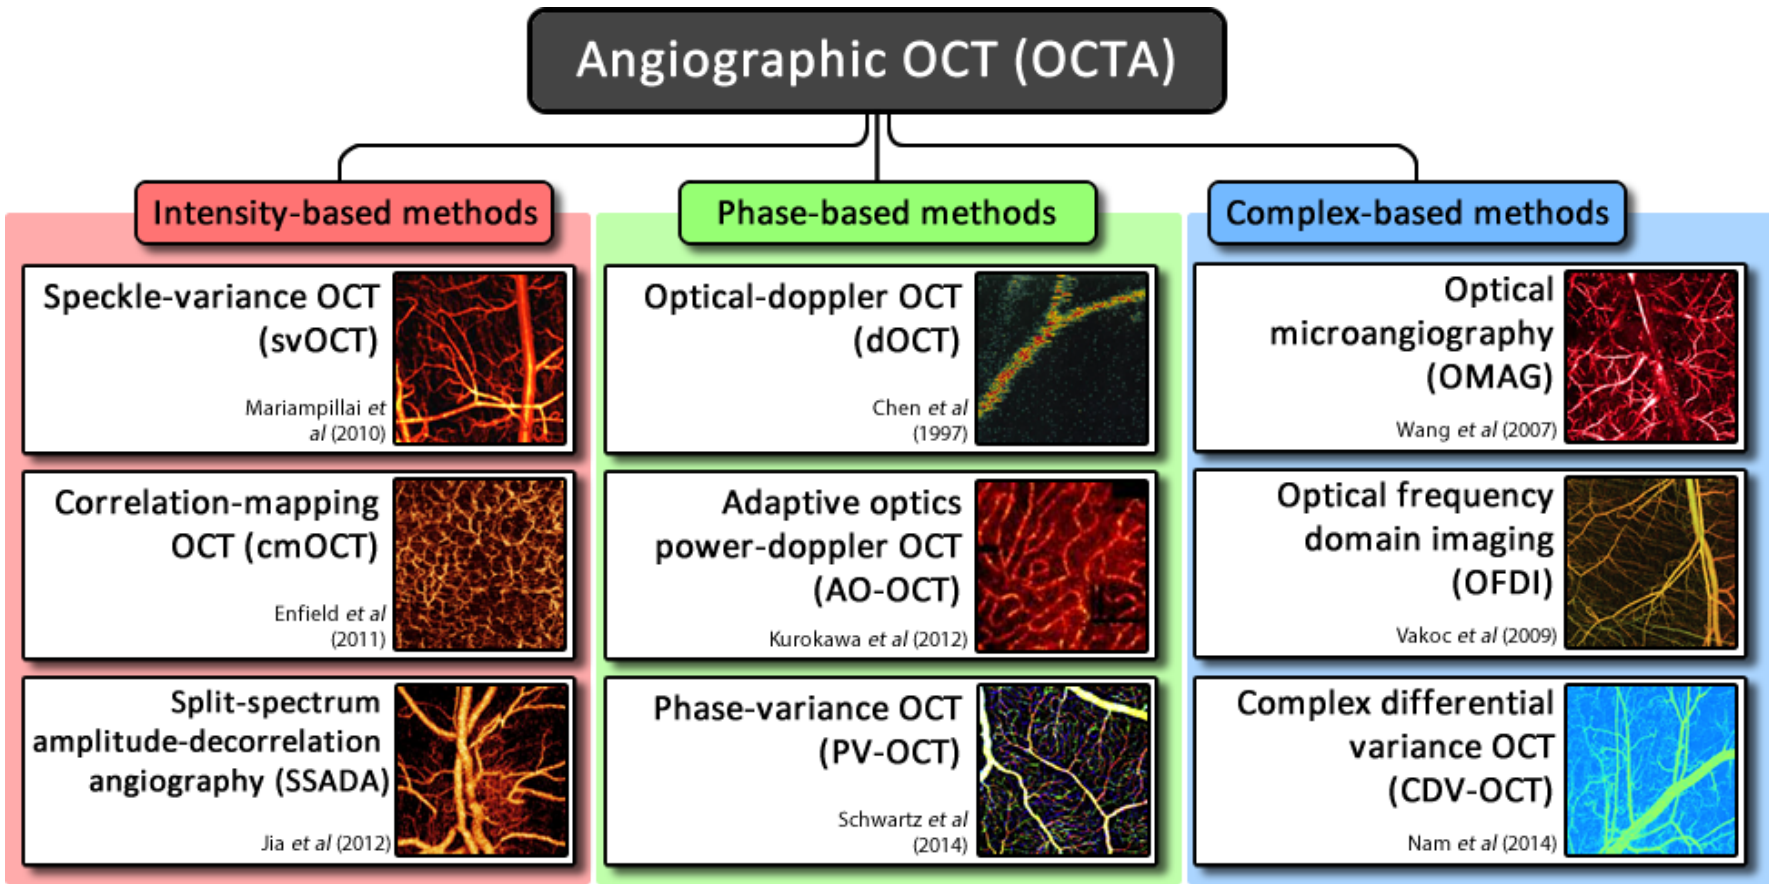 Angiographic OCT (OCTA)
Intensity-based methods
Speckle-variance OCT
(svOCT)
Mariampillai et
al (2010)
Correlation-mapping
OCT (cmOCT)
Enfield et al
(2011)
Split-spectrum
amplitude-decorrelation
angiography (SSADA)
Jia et al (2012)
Phase-based methods
Optical-doppler OCT
(dOCT)
Chen et al
(1997)
Adaptive optics
power-doppler OCT
(AO-OCT)
Kurokawa et al (2012)
Phase-variance OCT
(PV-OCT)
Schwartz et al
(2014)
Complex-based methods
Optical
microangiography
(OMAG)
Wang et al (2007)
Optical frequency
domain imaging
(OFDI)
Vakoc et al (2009)
Complex differential
variance OCT
(CDV-OCT)
Nam et al (2014)